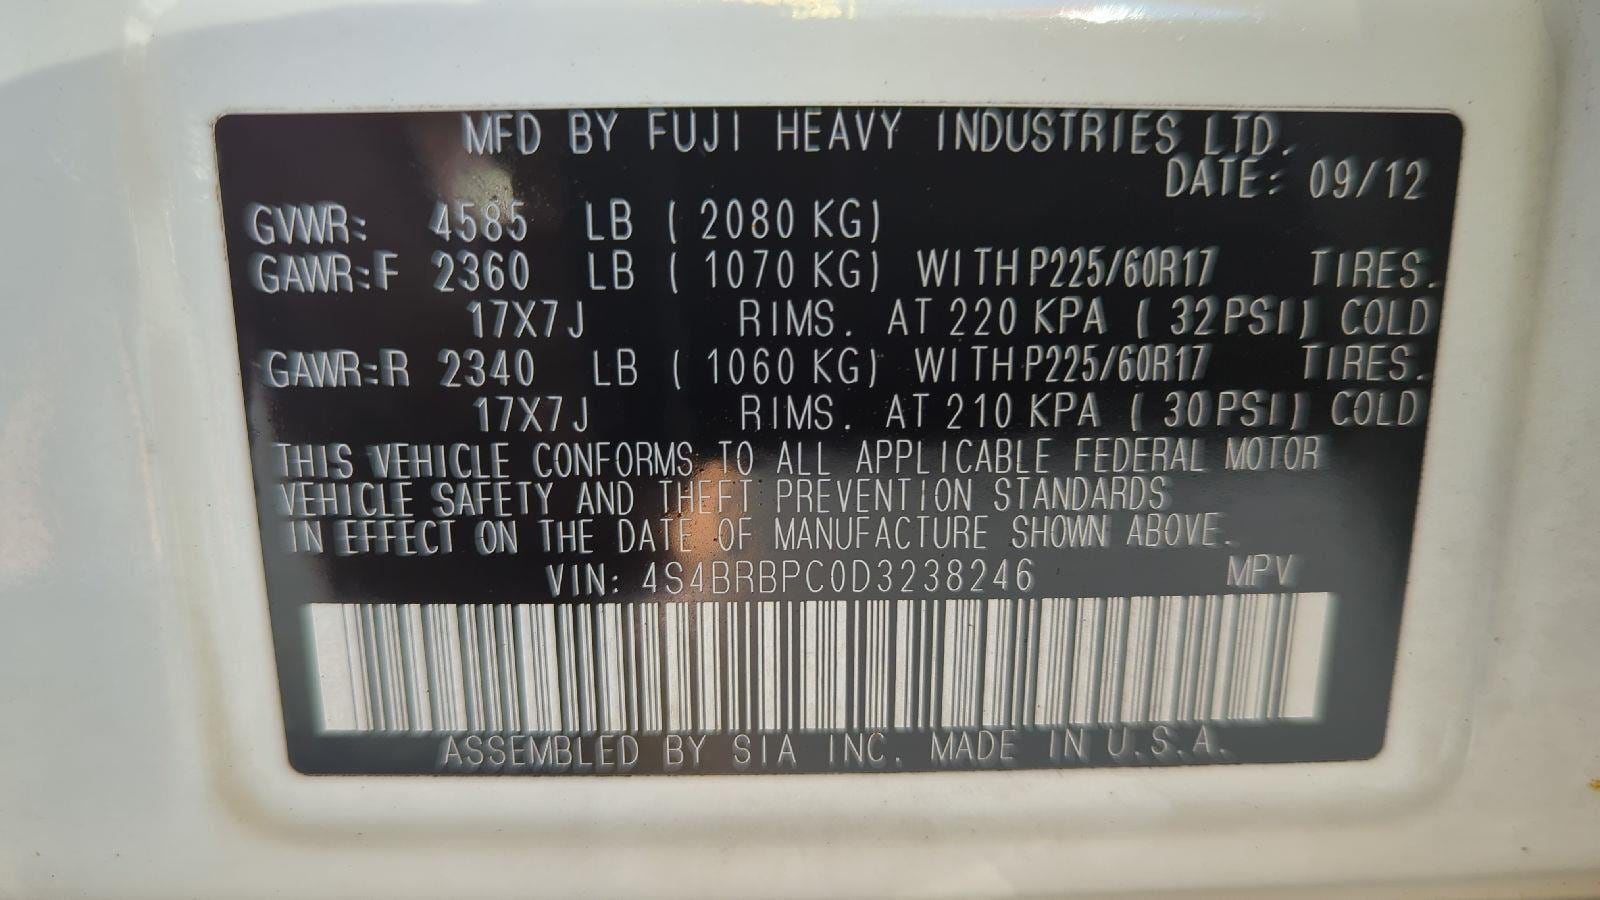 MFD BY FUJI HEAVY INDUSTRIES LTD.
DATE: 09/12
GVWR: 4585 LB ( 2080 KG)
GAWR:F 2360 LB ( 1070 KG) WITH P225/60R17 TIRES.
17X7J RIMS. AT 220 KPA ( 32PSI) COLD
GAWR:R 2340 LB ( 1060 KG) WITH P225/60R17 TIRES.
17X7J RIMS. AT 210 KPA ( 30PSI) COLD
THIS VEHICLE CONFORMS TO ALL APPLICABLE FEDERAL MOTOR
VEHICLE SAFETY AND THEFT PREVENTION STANDARDS
IN EFFECT ON THE DATE OF MANUFACTURE SHOWN ABOVE.
VIN: 4S4BRBPC0D3238246 MPV
ASSEMBLED BY SIA INC. MADE IN U.S.A.